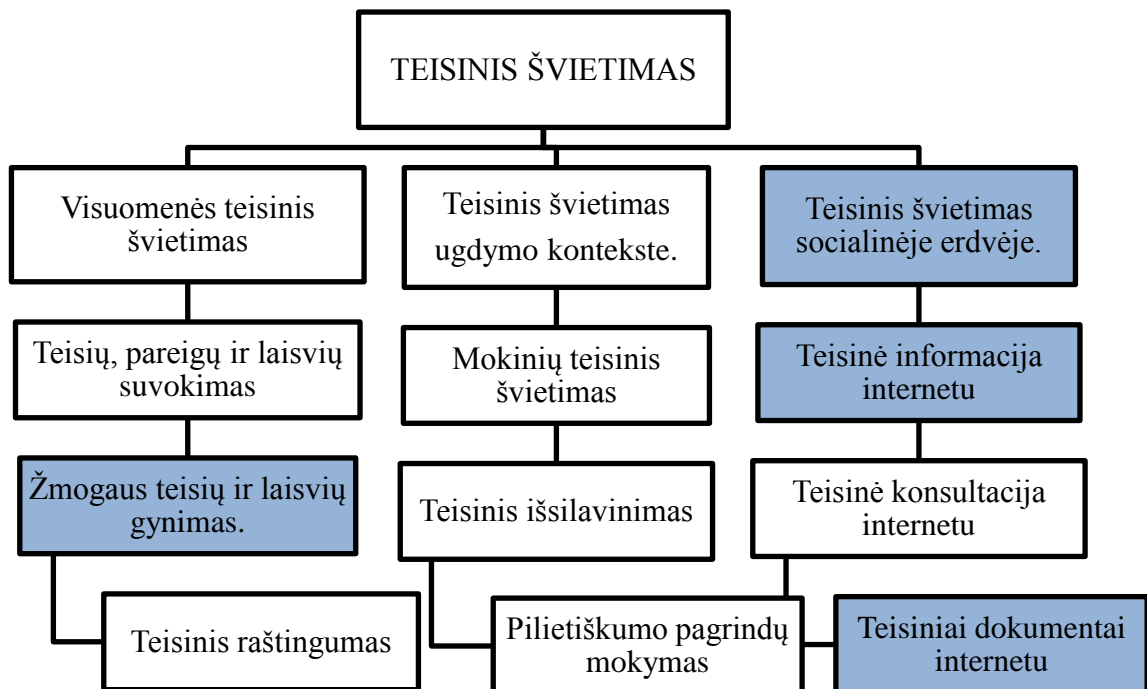 TEISINIS ŠVIETIMAS
Visuomenės teisinis
švietimas
Teisinis švietimas
ugdymo kontekste.
Teisinis švietimas
socialinėje erdvėje.
Teisių, pareigų ir laisvių
suvokimas
Mokinių teisinis
švietimas
Teisinė informacija
internetu
Žmogaus teisių ir laisvių
gynimas.
Teisinis išsilavinimas
Teisinė konsultacija
internetu
Teisinis raštingumas
Pilietiškumo pagrindų
mokymas
Teisiniai dokumentai
internetu